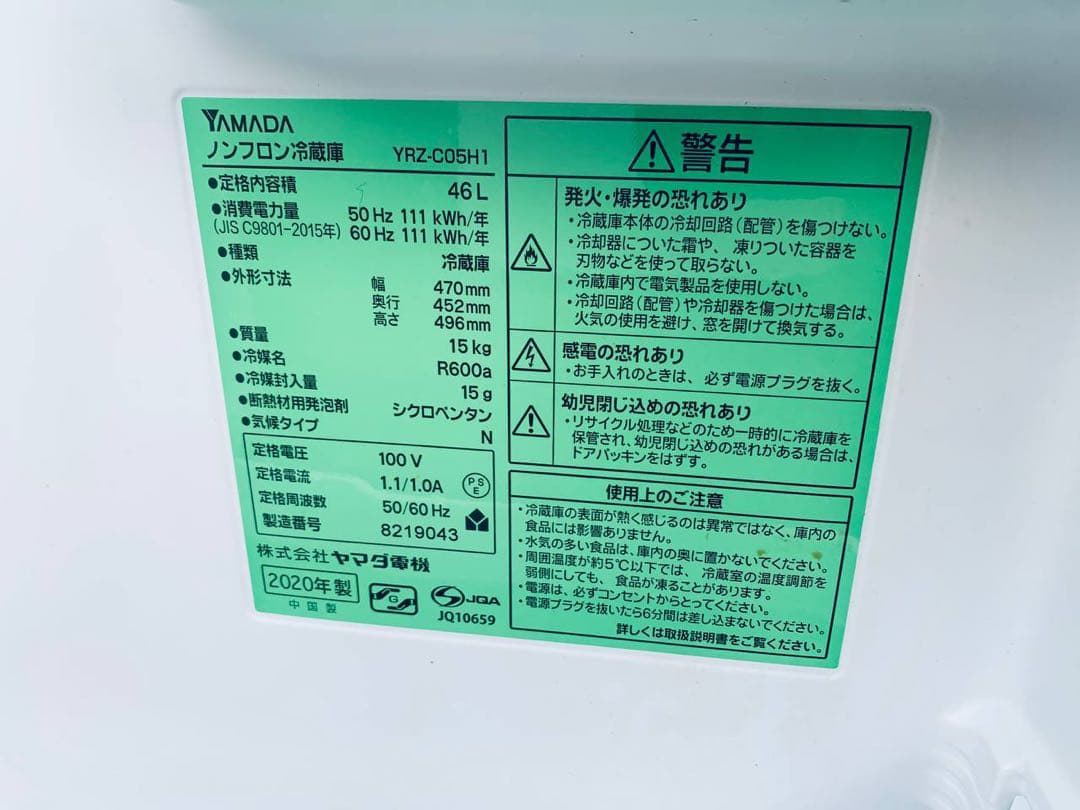 YAMADA
ノンフロン冷蔵庫 YRZ-C05H1
●定格内容積 46L
●消費電力量 50Hz 111 kWh/年
(JIS C9801-2015年) 60Hz 111 kWh/年
●種類 冷蔵庫
●外形寸法 幅 470mm
奥行 452mm
高さ 496mm
●質量 15kg
●冷媒名 R600a
●冷媒封入量 15g
●断熱材用発泡剤 シクロペンタン
●気候タイプ N
定格電圧 100V
定格電流 1.1/1.0A
PSE
定格周波数 50/60Hz
製造番号 8219043
株式会社ヤマダ電機
2020年製
中国製
G
S JQA
JQ10659
警告
発火・爆発の恐れあり
・冷蔵庫本体の冷却回路(配管)を傷つけない。
・冷却器についた霜や、凍りついた容器を
刃物などを使って取らない。
・冷蔵庫内で電気製品を使用しない。
・冷却回路(配管)や冷却器を傷つけた場合は、
火気の使用を避け、窓を開けて換気する。
感電の恐れあり
・お手入れのときは、必ず電源プラグを抜く。
幼児閉じ込めの恐れあり
・リサイクル処理などのため一時的に冷蔵庫を
保管され、幼児閉じ込めの恐れがある場合は、
ドアパッキンをはずす。
使用上のご注意
・冷蔵庫の表面が熱く感じるのは異常ではなく、庫内の
食品には影響ありません。
・水気の多い食品は、庫内の奥に置かないでください。
・周囲温度が約5℃以下では、冷蔵室の温度調節を
弱側にしても、食品が凍ることがあります。
・電源は、必ずコンセントからとってください。
・電源プラグを抜いたら6分間は差し込まないでください。
詳しくは取扱説明書をご覧ください。